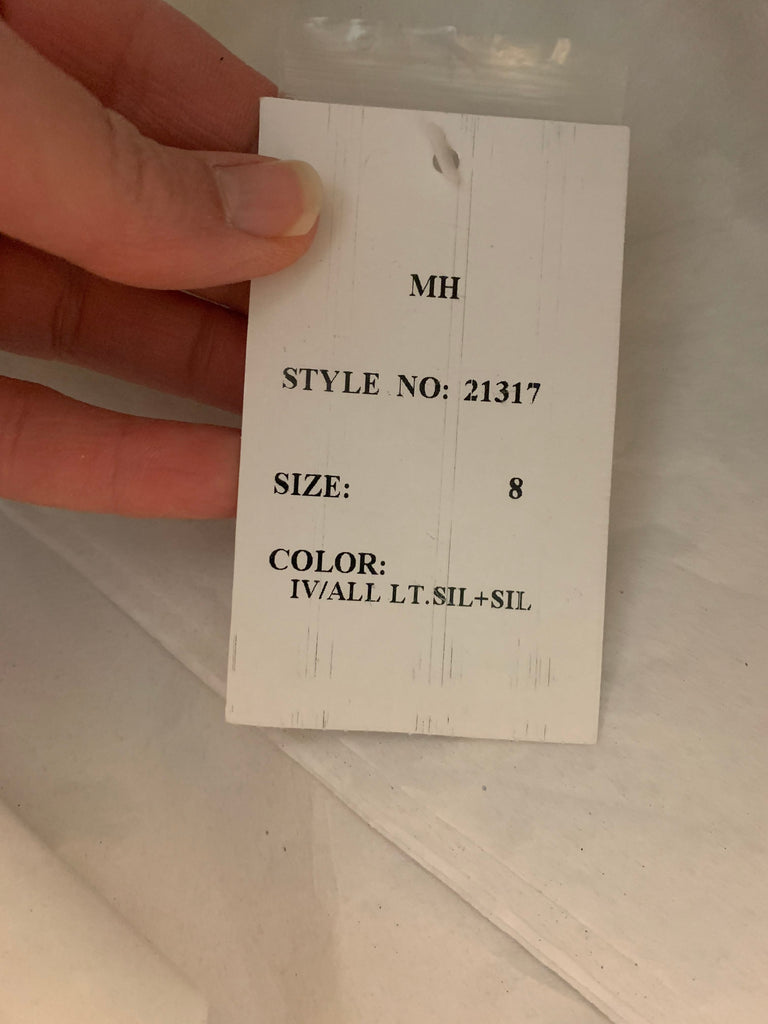 MH
STYLE NO: 21317
SIZE: 8
COLOR:
IV/ALL LT.SIL+SIL